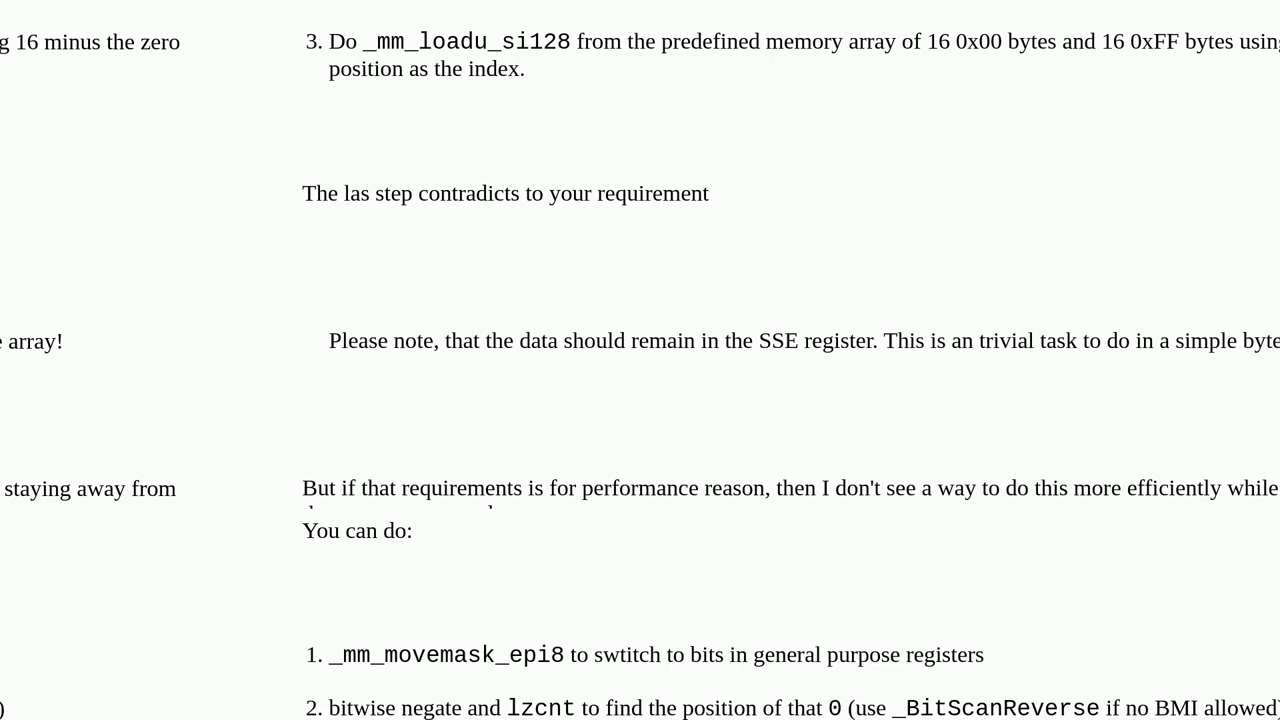 g 16 minus the zero
3. Do _mm_loadu_si128 from the predefined memory array of 16 0x00 bytes and 16 0xFF bytes using
position as the index.
The las step contradicts to your requirement
array!
Please note, that the data should remain in the SSE register. This is an trivial task to do in a simple byte
staying away from
But if that requirements is for performance reason, then I don't see a way to do this more efficiently while
You can do:
1. _mm_movemask_epi8 to swtitch to bits in general purpose registers
)
2. bitwise negate and lzcnt to find the position of that 0 (use _BitScanReverse if no BMI allowed)